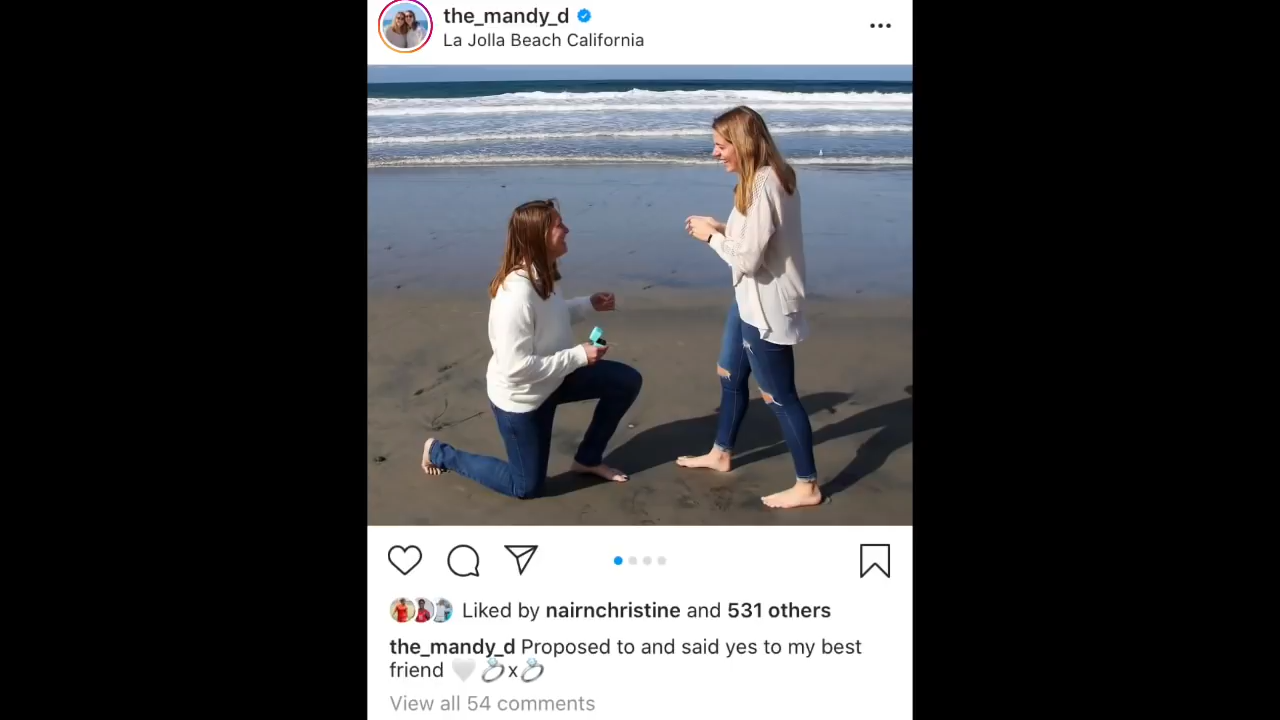 the_mandy_d
La Jolla Beach California
Liked by nairnchristine and 531 others
the_mandy_d Proposed to and said yes to my best
friend 🤍 💍x💍
View all 54 comments